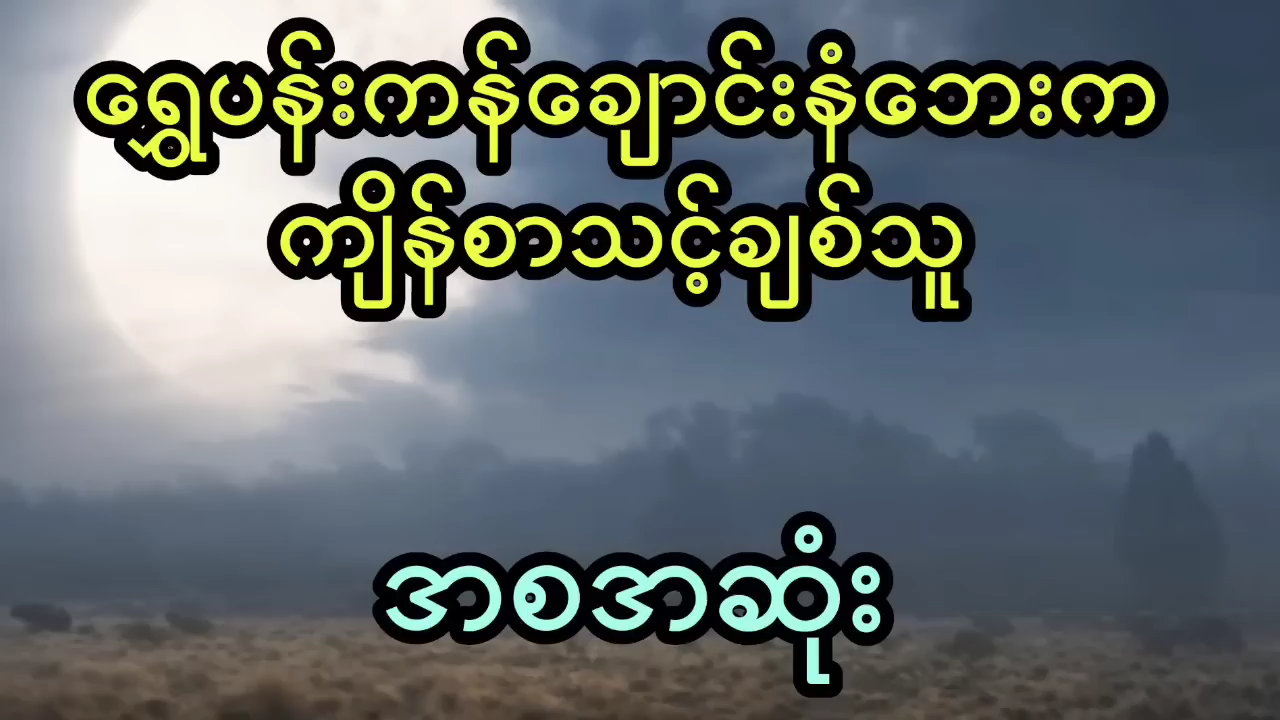 ရွှေပန်းကန်ချောင်းနံဘေးက
ကျိန်စာသင့်ချစ်သူ
အစအဆုံး